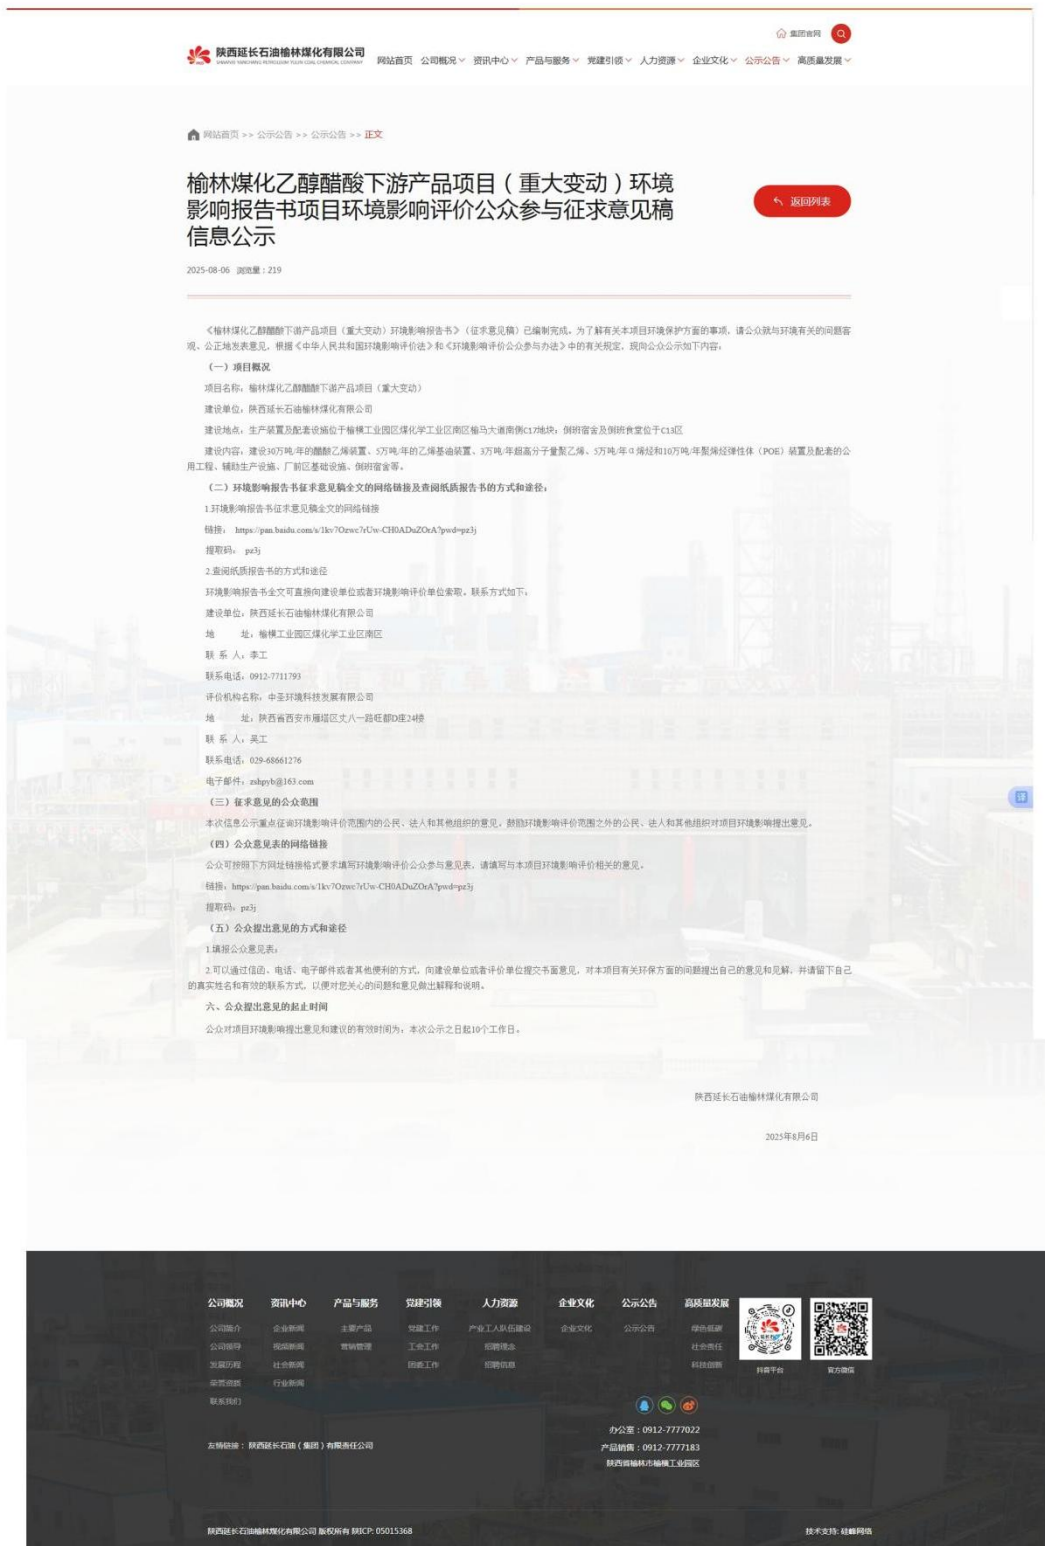 集团官网
陕西延长石油榆林煤化有限公司
SHAANXI YANCHANG PETROLEUM YULIN COAL CHEMICAL COMPANY
网站首页 公司概况 资讯中心 产品与服务 党建引领 人力资源 企业文化 公示公告 高质量发展
网站首页 >> 公示公告 >> 公示公告 >> 正文
榆林煤化乙醇醋酸下游产品项目（重大变动）环境
影响报告书项目环境影响评价公众参与征求意见稿
信息公示
返回列表
2025-08-06 浏览量：219
《榆林煤化乙醇醋酸下游产品项目（重大变动）环境影响报告书》（征求意见稿）已编制完成。为了解有关本项目环境保护方面的事项，请公众就与环境有关的问题客
观、公正地发表意见。根据《中华人民共和国环境影响评价法》和《环境影响评价公众参与办法》中的有关规定，现向公众公示如下内容：
（一）项目概况
项目名称：榆林煤化乙醇醋酸下游产品项目（重大变动）
建设单位：陕西延长石油榆林煤化有限公司
建设地点：生产装置及配套设施位于榆横工业园区煤化学工业区南区榆马大道南侧C17地块；倒班宿舍及倒班食堂位于C13区
建设内容：建设30万吨/年的醋酸乙烯装置、5万吨/年的乙烯基油装置、3万吨/年超高分子量聚乙烯、5万吨/年α烯烃和10万吨/年聚烯烃弹性体（POE）装置及配套的公
用工程、辅助生产设施、厂前区基础设施、倒班宿舍等。
（二）环境影响报告书征求意见稿全文的网络链接及查阅纸质报告书的方式和途径：
1.环境影响报告书征求意见稿全文的网络链接
链接： https://pan.baidu.com/s/1kv7Ozwc7rUw-CH0ADuZOrA?pwd=pz3j
提取码： pz3j
2.查阅纸质报告书的方式和途径
环境影响报告书全文可直接向建设单位或者环境影响评价单位索取，联系方式如下：
建设单位：陕西延长石油榆林煤化有限公司
地 址：榆横工业园区煤化学工业区南区
联 系 人：李工
联系电话：0912-7711793
评价机构名称：中圣环境科技发展有限公司
地 址：陕西省西安市雁塔区丈八一路旺都D座24楼
联 系 人：吴工
联系电话：029-68661276
电子邮件：zshpyb@163.com
（三）征求意见的公众范围
本次信息公示重点征询环境影响评价范围内的公民、法人和其他组织的意见。鼓励环境影响评价范围之外的公民、法人和其他组织对项目环境影响提出意见。
（四）公众意见表的网络链接
公众可按照下方网址链接格式要求填写环境影响评价公众参与意见表，请填写与本项目环境影响评价相关的意见。
链接：https://pan.baidu.com/s/1kv7Ozwc7rUw-CH0ADuZOrA?pwd=pz3j
提取码：pz3j
（五）公众提出意见的方式和途径
1.填报公众意见表；
2.可以通过信函、电话、电子邮件或者其他便利的方式，向建设单位或者评价单位提交书面意见，对本项目有关环保方面的问题提出自己的意见和见解，并请留下自己
的真实姓名和有效的联系方式，以便对您关心的问题和意见做出解释和说明。
六、公众提出意见的起止时间
公众对项目环境影响提出意见和建议的有效时间为：本次公示之日起10个工作日。
陕西延长石油榆林煤化有限公司
2025年8月6日
译
公司概况 资讯中心 产品与服务 党建引领 人力资源 企业文化 公示公告 高质量发展
公司简介 企业新闻 主要产品 党建工作 产业工人队伍建设 企业文化 公示公告 绿色低碳
公司领导 视频新闻 营销管理 工会工作 招聘理念 社会责任
发展历程 社会新闻 团委工作 招聘信息 科技创新
荣誉资质 行业新闻
联系我们
抖音平台 官方微信
办公室：0912-7777022
产品销售：0912-7777183
陕西省榆林市榆横工业园区
友情链接： 陕西延长石油（集团）有限责任公司
陕西延长石油榆林煤化有限公司 版权所有 陕ICP: 05015368
技术支持: 硅峰网络